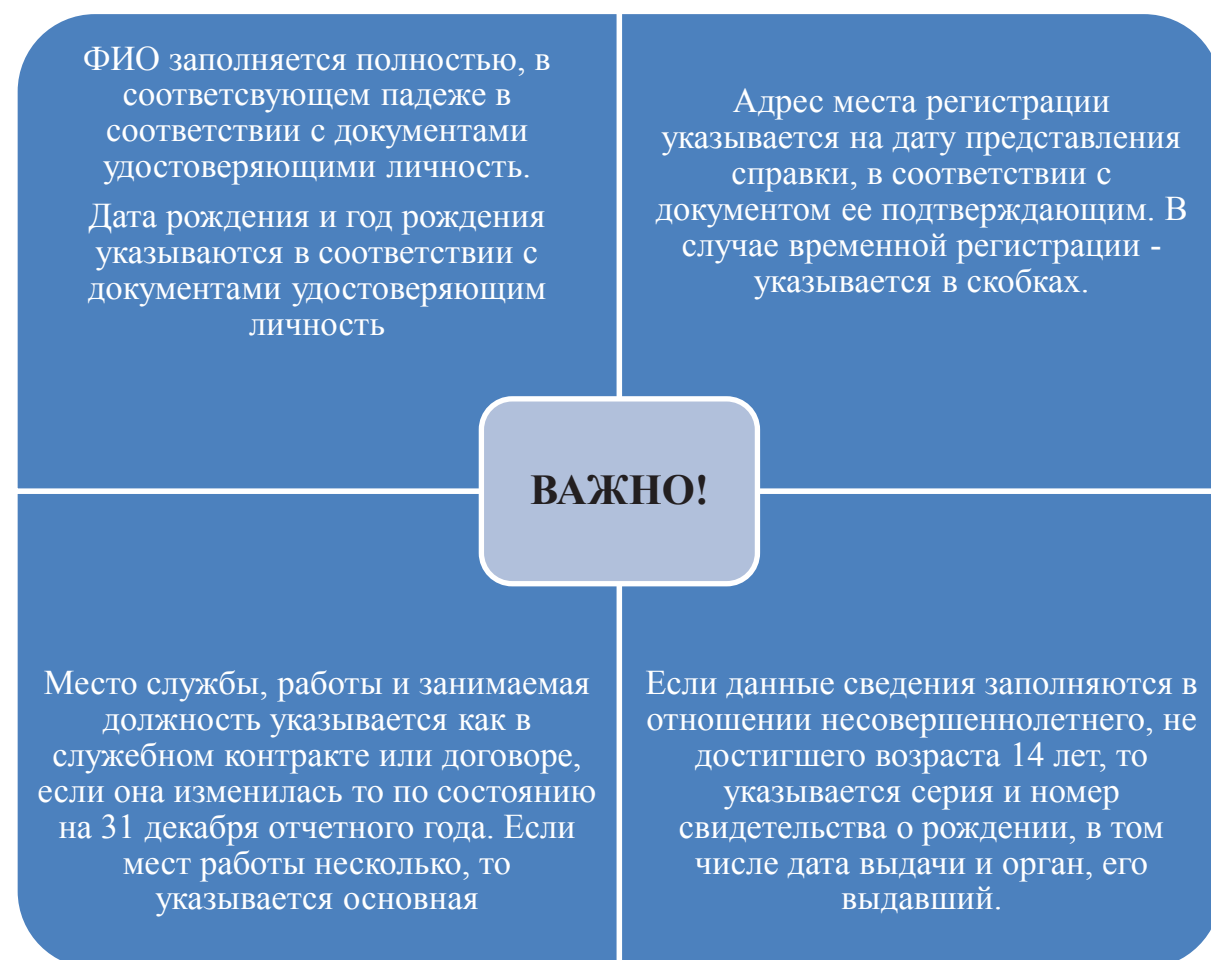 ФИО заполняется полностью, в
соответсвующем падеже в
соответствии с документами
удостоверяющими личность.
Дата рождения и год рождения
указываются в соответствии с
документами удостоверяющим
личность
Адрес места регистрации
указывается на дату представления
справки, в соответствии с
документом ее подтверждающим. В
случае временной регистрации -
указывается в скобках.
ВАЖНО!
Место службы, работы и занимаемая
должность указывается как в
служебном контракте или договоре,
если она изменилась то по состоянию
на 31 декабря отчетного года. Если
мест работы несколько, то
указывается основная
Если данные сведения заполняются в
отношении несовершеннолетнего, не
достигшего возраста 14 лет, то
указывается серия и номер
свидетельства о рождении, в том
числе дата выдачи и орган, его
выдавший.